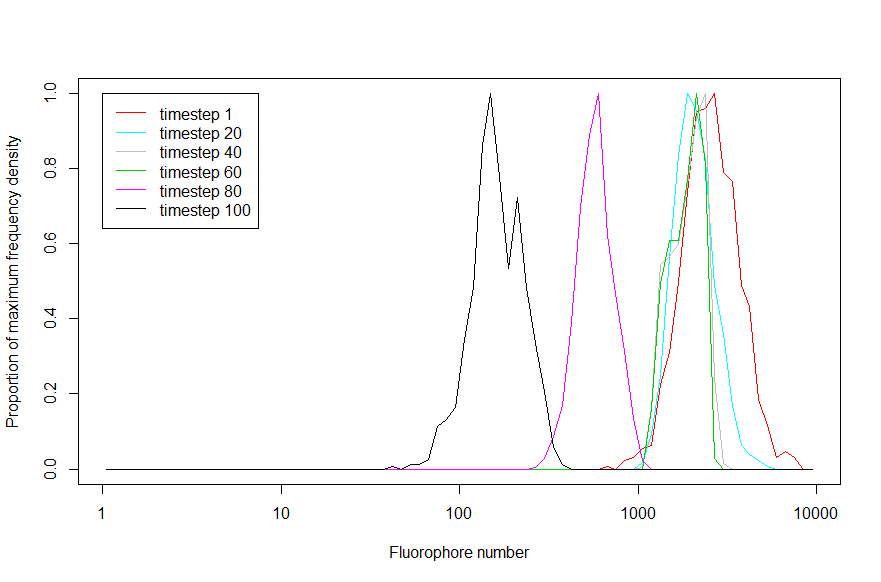 Proportion of maximum frequency density
1.0
0.8
0.6
0.4
0.2
0.0
timestep 1
timestep 20
timestep 40
timestep 60
timestep 80
timestep 100
1 10 100 1000 10000
Fluorophore number